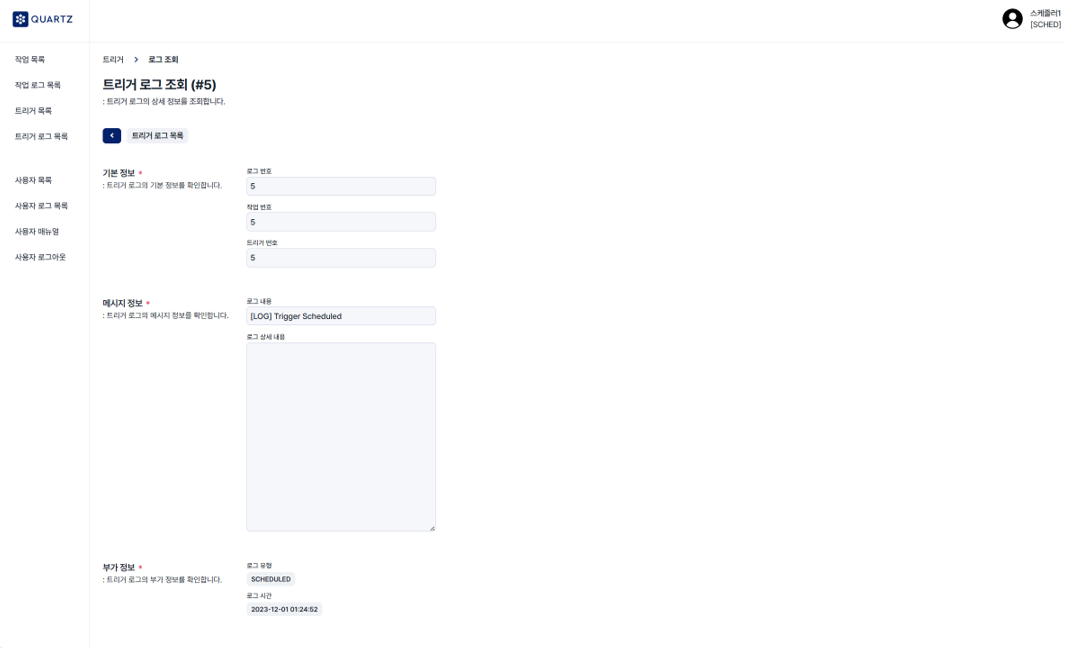 QUARTZ
스케줄러1
[SCHED]
작업 목록
작업 로그 목록
트리거 목록
트리거 로그 목록
사용자 목록
사용자 로그 목록
사용자 매뉴얼
사용자 로그아웃
트리거 > 로그 조회
트리거 로그 조회 (#5)
: 트리거 로그의 상세 정보를 조회합니다.
트리거 로그 목록
기본 정보 *
: 트리거 로그의 기본 정보를 확인합니다.
로그 번호
5
작업 번호
5
트리거 번호
5
메시지 정보 *
: 트리거 로그의 메시지 정보를 확인합니다.
로그 내용
[LOG] Trigger Scheduled
로그 상세 내용
부가 정보 *
: 트리거 로그의 부가 정보를 확인합니다.
로그 유형
SCHEDULED
로그 시간
2023-12-01 01:24:52